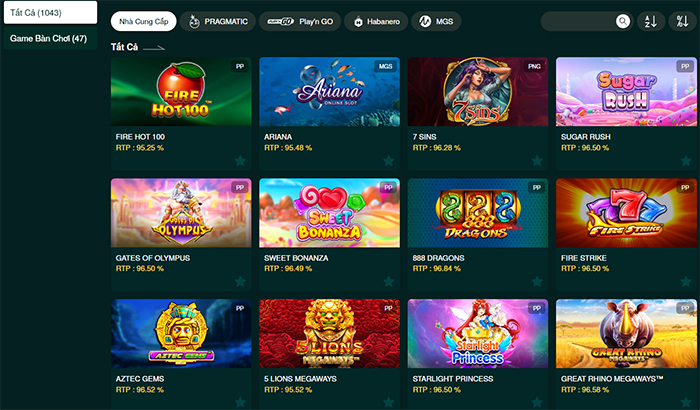 Tất Cả (1043)
Game Bàn Chơi (47)
Nhà Cung Cấp
PRAGMATIC
Play'n GO
Play'n GO
Habanero
MGS
A Z
Tất Cả
PP
FIRE HOT 100
MGS
Ariana
ONLINE SLOT
PNG
7 SINS
PP
Sugar RUSH
FIRE HOT 100
ARIANA
7 SINS
SUGAR RUSH
RTP : 95.25 %
RTP : 95.48 %
RTP : 96.28 %
RTP : 96.50 %
PP
GATES OF OLYMPUS
PP
SWEET BONANZA
PP
888 DRAGONS
PP
777 FIRE STRIKE
GATES OF OLYMPUS
SWEET BONANZA
888 DRAGONS
FIRE STRIKE
RTP : 96.50 %
RTP : 96.49 %
RTP : 96.84 %
RTP : 96.50 %
PP
AZTEC GEMS
PP
5 LIONS
MEGAWAYS
PP
Starlight Princess
PP
GREAT RHINO
MEGAWAYS
AZTEC GEMS
5 LIONS MEGAWAYS
STARLIGHT PRINCESS
GREAT RHINO MEGAWAYS™
RTP : 96.52 %
RTP : 95.52 %
RTP : 96.50 %
RTP : 96.58 %